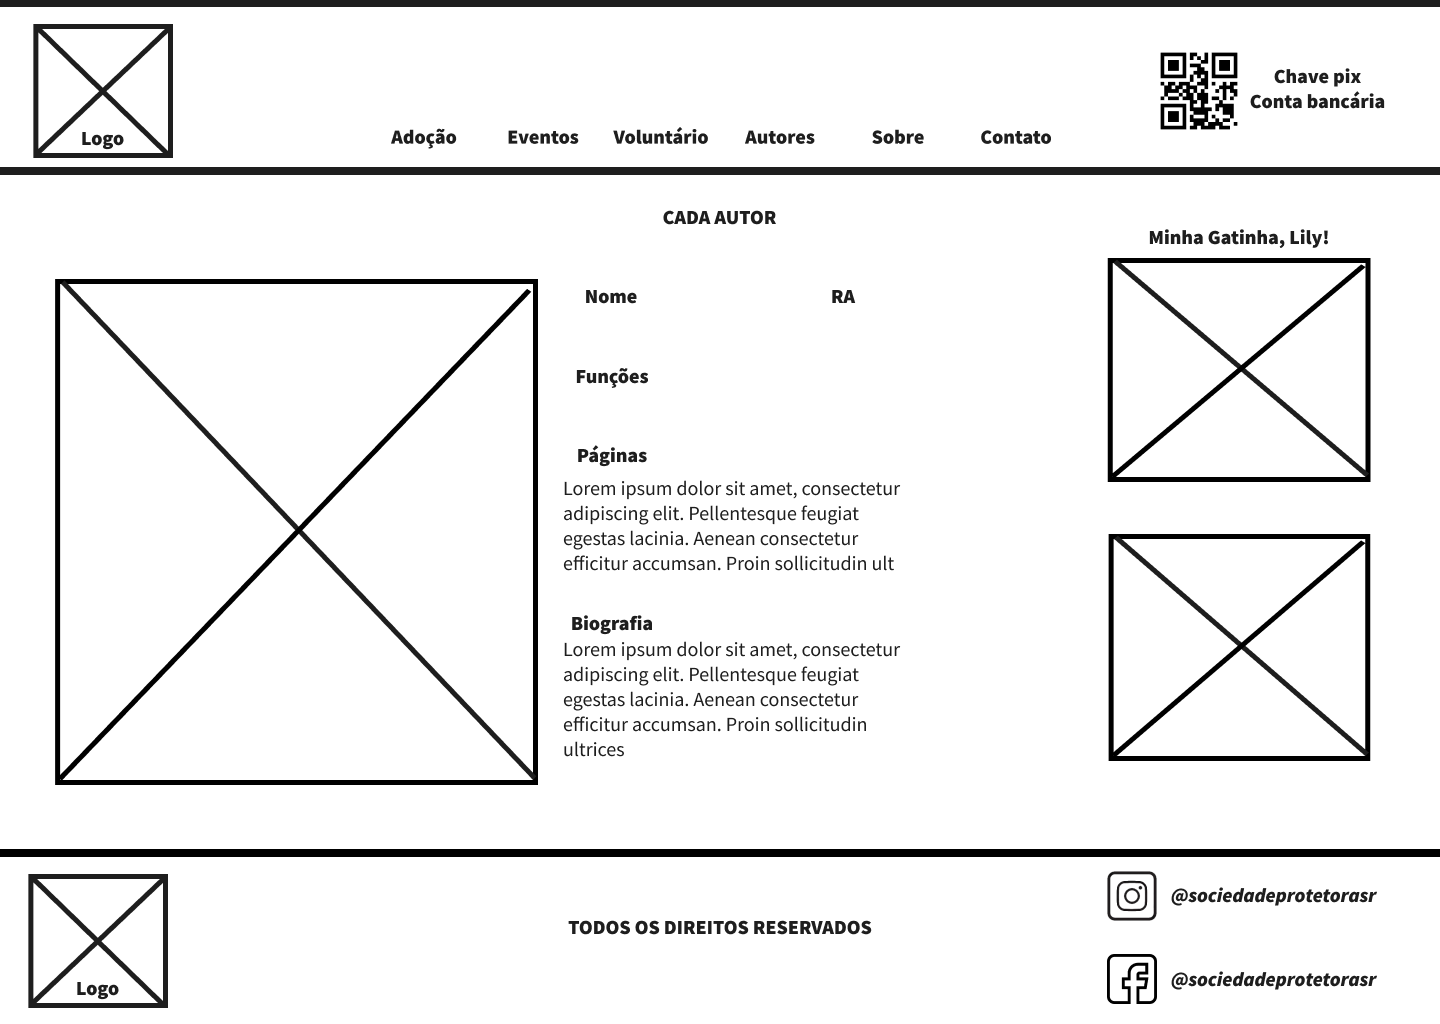 Logo
Adoção Eventos Voluntário Autores Sobre Contato
Chave pix
Conta bancária
CADA AUTOR
Nome RA
Funções
Páginas
Lorem ipsum dolor sit amet, consectetur
adipiscing elit. Pellentesque feugiat
egestas lacinia. Aenean consectetur
efficitur accumsan. Proin sollicitudin ult
Biografia
Lorem ipsum dolor sit amet, consectetur
adipiscing elit. Pellentesque feugiat
egestas lacinia. Aenean consectetur
efficitur accumsan. Proin sollicitudin
ultrices
Minha Gatinha, Lily!
Logo
TODOS OS DIREITOS RESERVADOS
@sociedadeprotetorasr
@sociedadeprotetorasr